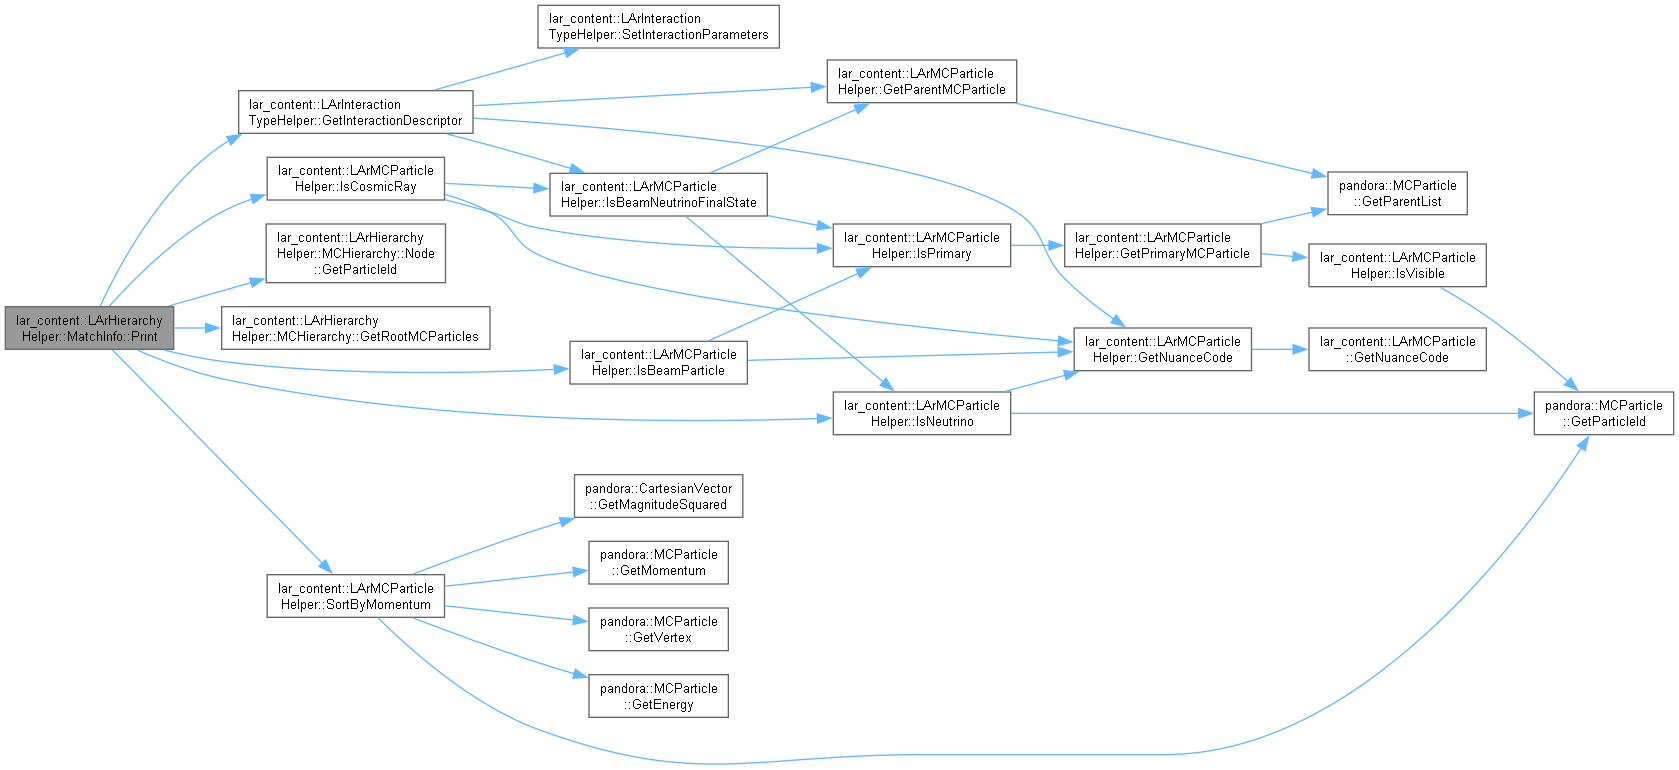 lar_content::LArInteraction
TypeHelper::SetInteractionParameters
lar_content::LArMCParticle
Helper::GetParentMCParticle
lar_content::LArInteraction
TypeHelper::GetInteractionDescriptor
lar_content::LArMCParticle
Helper::IsCosmicRay
lar_content::LArMCParticle
Helper::IsBeamNeutrinoFinalState
pandora::MCParticle
::GetParentList
lar_content::LArHierarchy
Helper::MCHierarchy::Node
::GetParticleId
lar_content::LArMCParticle
Helper::IsPrimary
lar_content::LArMCParticle
Helper::GetPrimaryMCParticle
lar_content::LArMCParticle
Helper::IsVisible
lar_content::LArHierarchy
Helper::MatchInfo::Print
lar_content::LArHierarchy
Helper::MCHierarchy::GetRootMCParticles
lar_content::LArMCParticle
Helper::IsBeamParticle
lar_content::LArMCParticle
Helper::GetNuanceCode
lar_content::LArMCParticle
::GetNuanceCode
lar_content::LArMCParticle
Helper::IsNeutrino
pandora::MCParticle
::GetParticleId
pandora::CartesianVector
::GetMagnitudeSquared
pandora::MCParticle
::GetMomentum
lar_content::LArMCParticle
Helper::SortByMomentum
pandora::MCParticle
::GetVertex
pandora::MCParticle
::GetEnergy